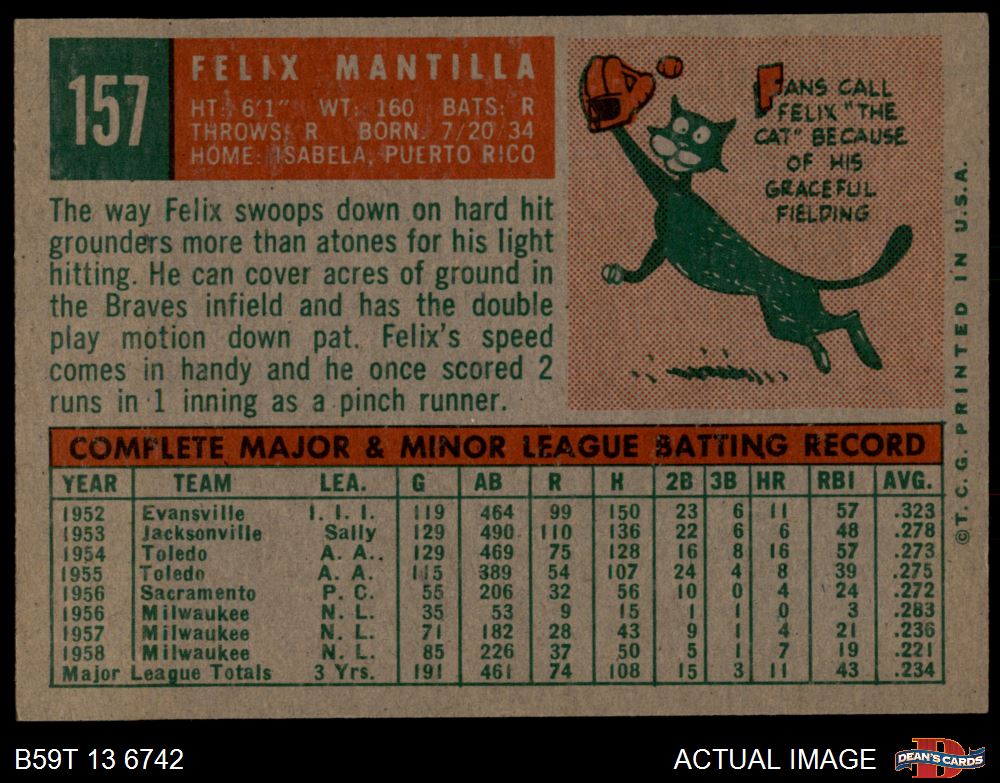 157
FELIX MANTILLA
HT: 6'1" WT: 160 BATS: R
THROWS: R BORN: 7/20/34
HOME: ISABELA, PUERTO RICO
The way Felix swoops down on hard hit
grounders more than atones for his light
hitting. He can cover acres of ground in
the Braves infield and has the double
play motion down pat. Felix's speed
comes in handy and he once scored 2
runs in 1 inning as a pinch runner.
FANS CALL
FELIX "THE
CAT" BECAUSE
OF HIS
GRACEFUL
FIELDING
©T. C. G. PRINTED IN U.S.A.
COMPLETE MAJOR & MINOR LEAGUE BATTING RECORD
YEAR TEAM LEA. G AB R H 2B 3B HR RBI AVG.
1952 Evansville I. I. I. 119 464 99 150 23 6 11 57 .323
1953 Jacksonville Sally 129 490 110 136 22 6 6 48 .278
1954 Toledo A. A. 129 469 75 128 16 8 16 57 .273
1955 Toledo A. A. 115 389 54 107 24 4 8 39 .275
1956 Sacramento P. C. 55 206 32 56 10 0 4 24 .272
1956 Milwaukee N. L. 35 53 9 15 1 1 0 3 .283
1957 Milwaukee N. L. 71 182 28 43 9 1 4 21 .236
1958 Milwaukee N. L. 85 226 37 50 5 1 7 19 .221
Major League Totals 3 Yrs. 191 461 74 108 15 3 11 43 .234
B59T 13 6742
ACTUAL IMAGE
DEAN'S CARDS